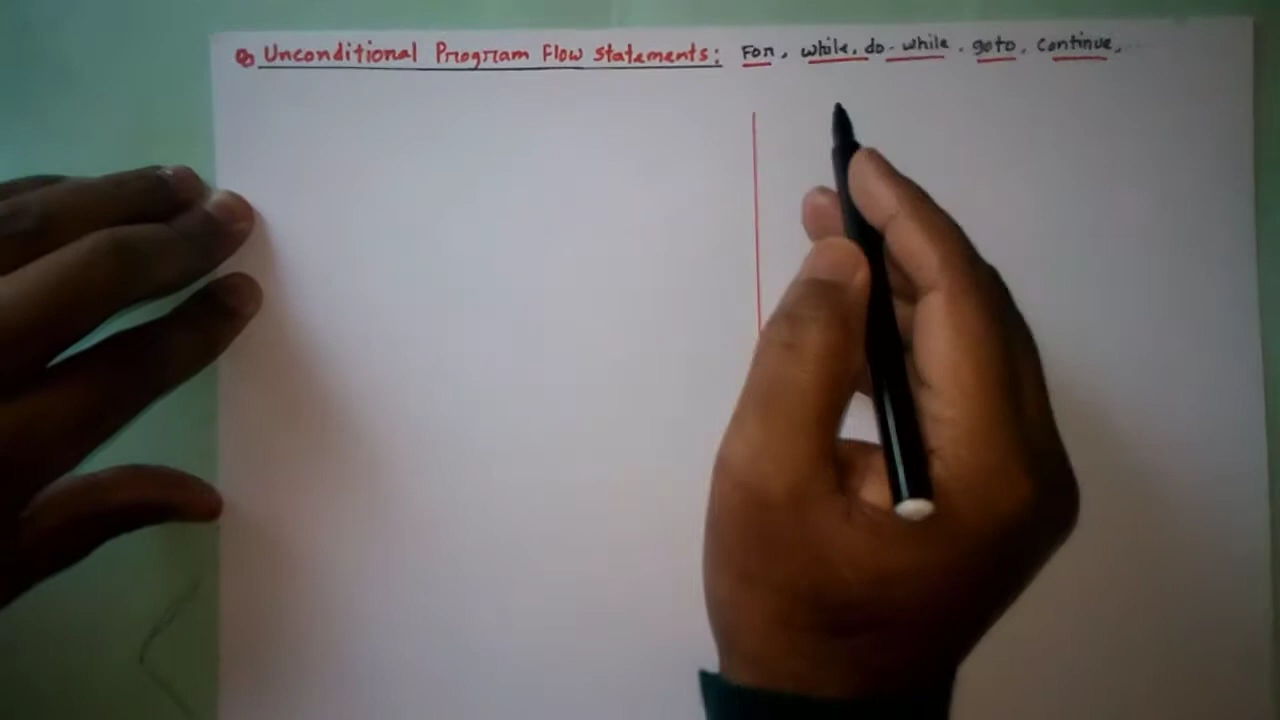 Unconditional Program Flow statements: For, while, do-while, goto, continue,